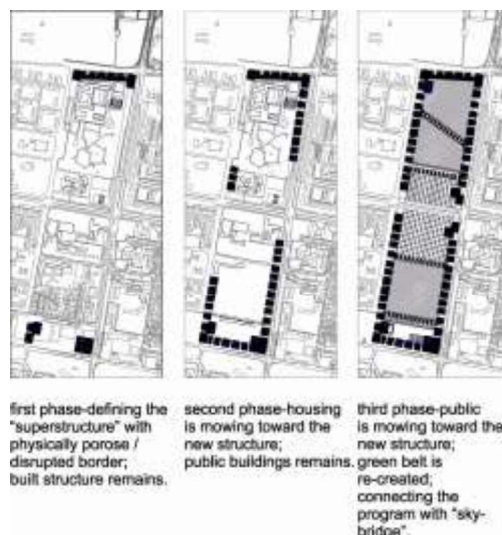 first phase-defining the
"superstructure" with
physically porose /
disrupted border;
built structure remains.
second phase-housing
is mowing toward the
new structure;
public buildings remains.
third phase-public
is mowing toward the
new structure;
green belt is
re-created;
connecting the
program with "sky-
bridge".